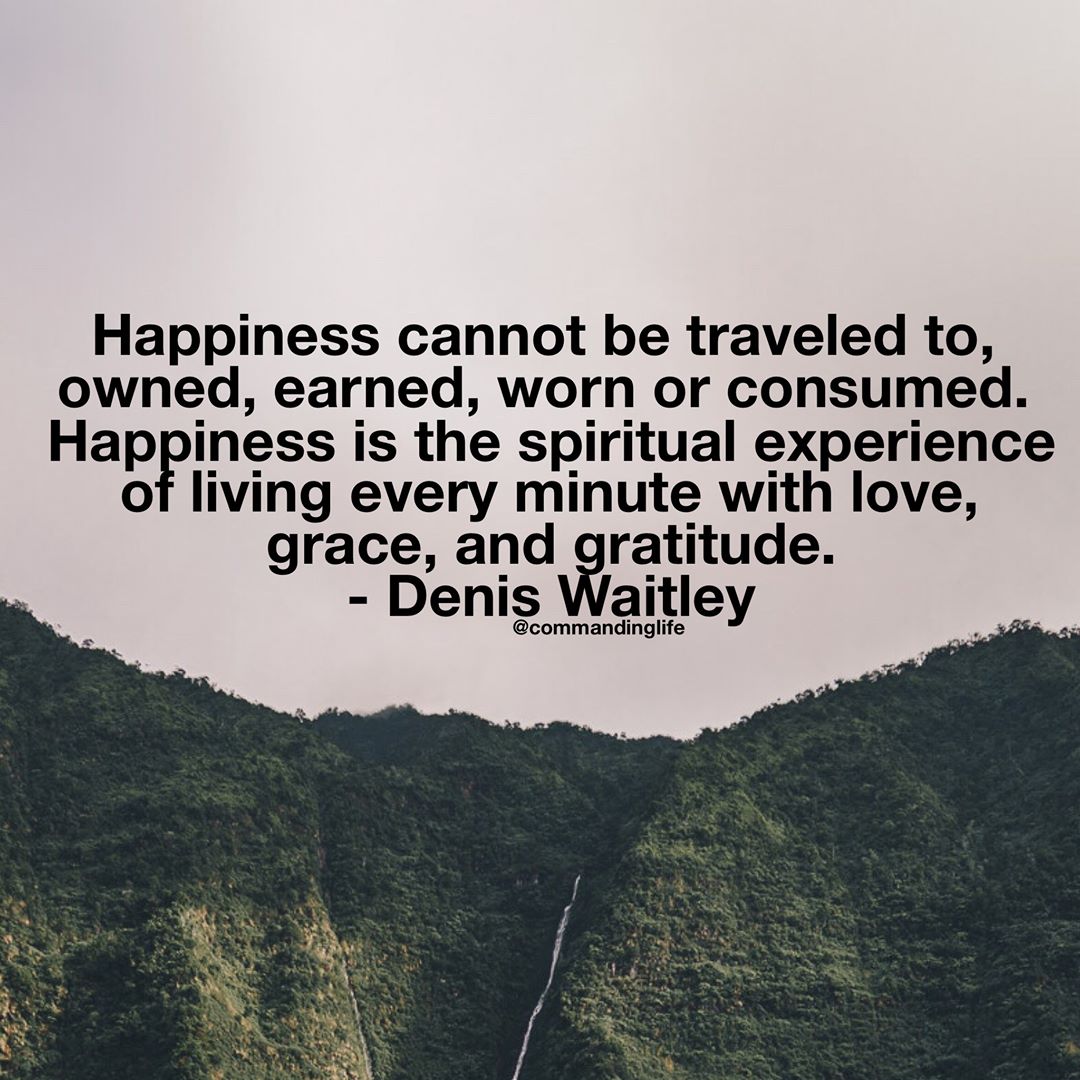 Happiness cannot be traveled to,
owned, earned, worn or consumed.
Happiness is the spiritual experience
of living every minute with love,
grace, and gratitude.
- Denis Waitley
@commandinglife